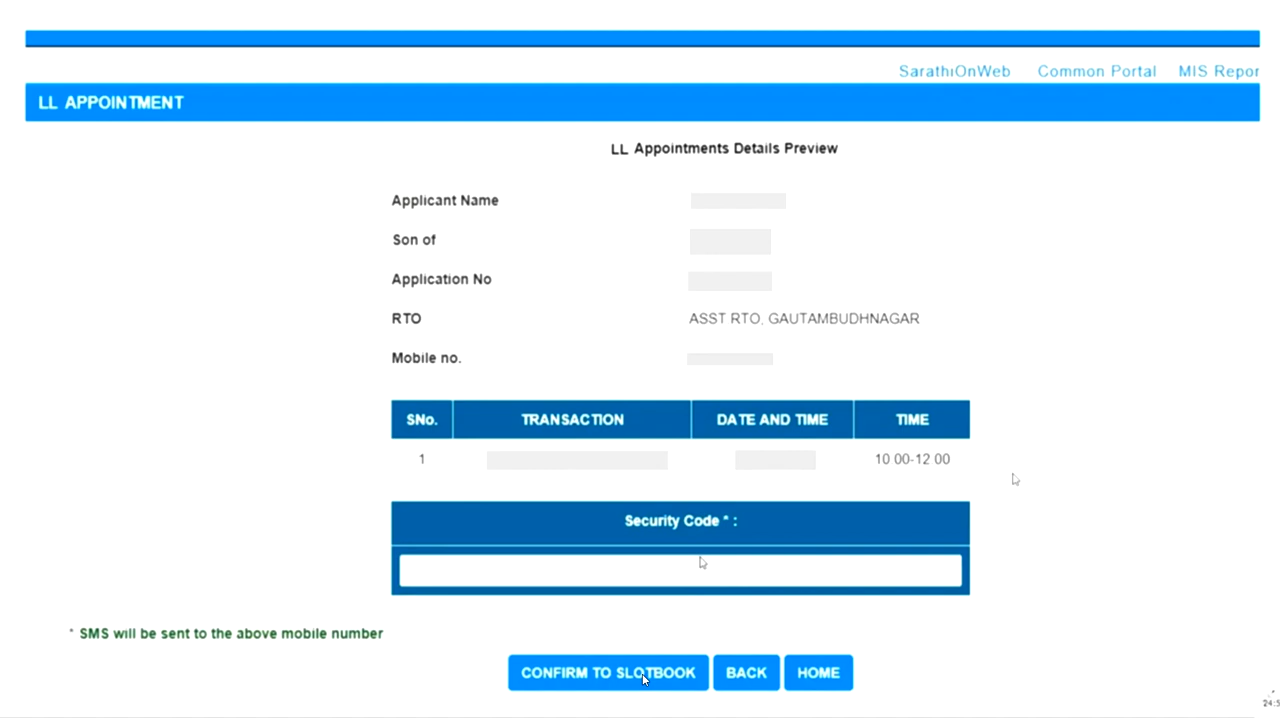 SarathiOnWeb Common Portal MIS Repor
LL APPOINTMENT
LL Appointments Details Preview
Applicant Name
Son of
Application No
RTO ASST RTO, GAUTAMBUDHNAGAR
Mobile no.
SNo. TRANSACTION DATE AND TIME TIME
1 10 00-12 00
Security Code * :
* SMS will be sent to the above mobile number
CONFIRM TO SLOTBOOK BACK HOME